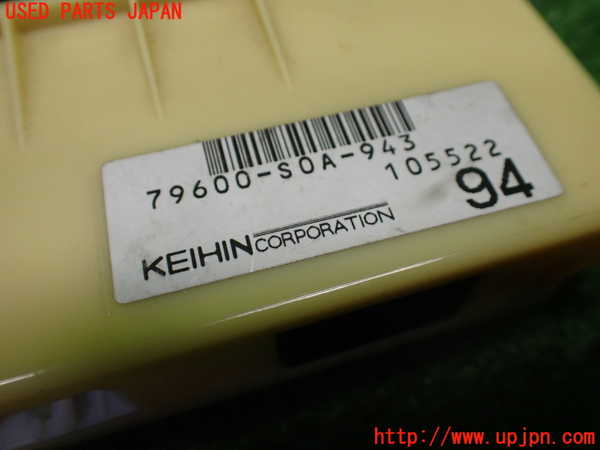 USED PARTS JAPAN
79600-S0A-943
105522
94
KEIHIN CORPORATION
http://www.upjpn.com/